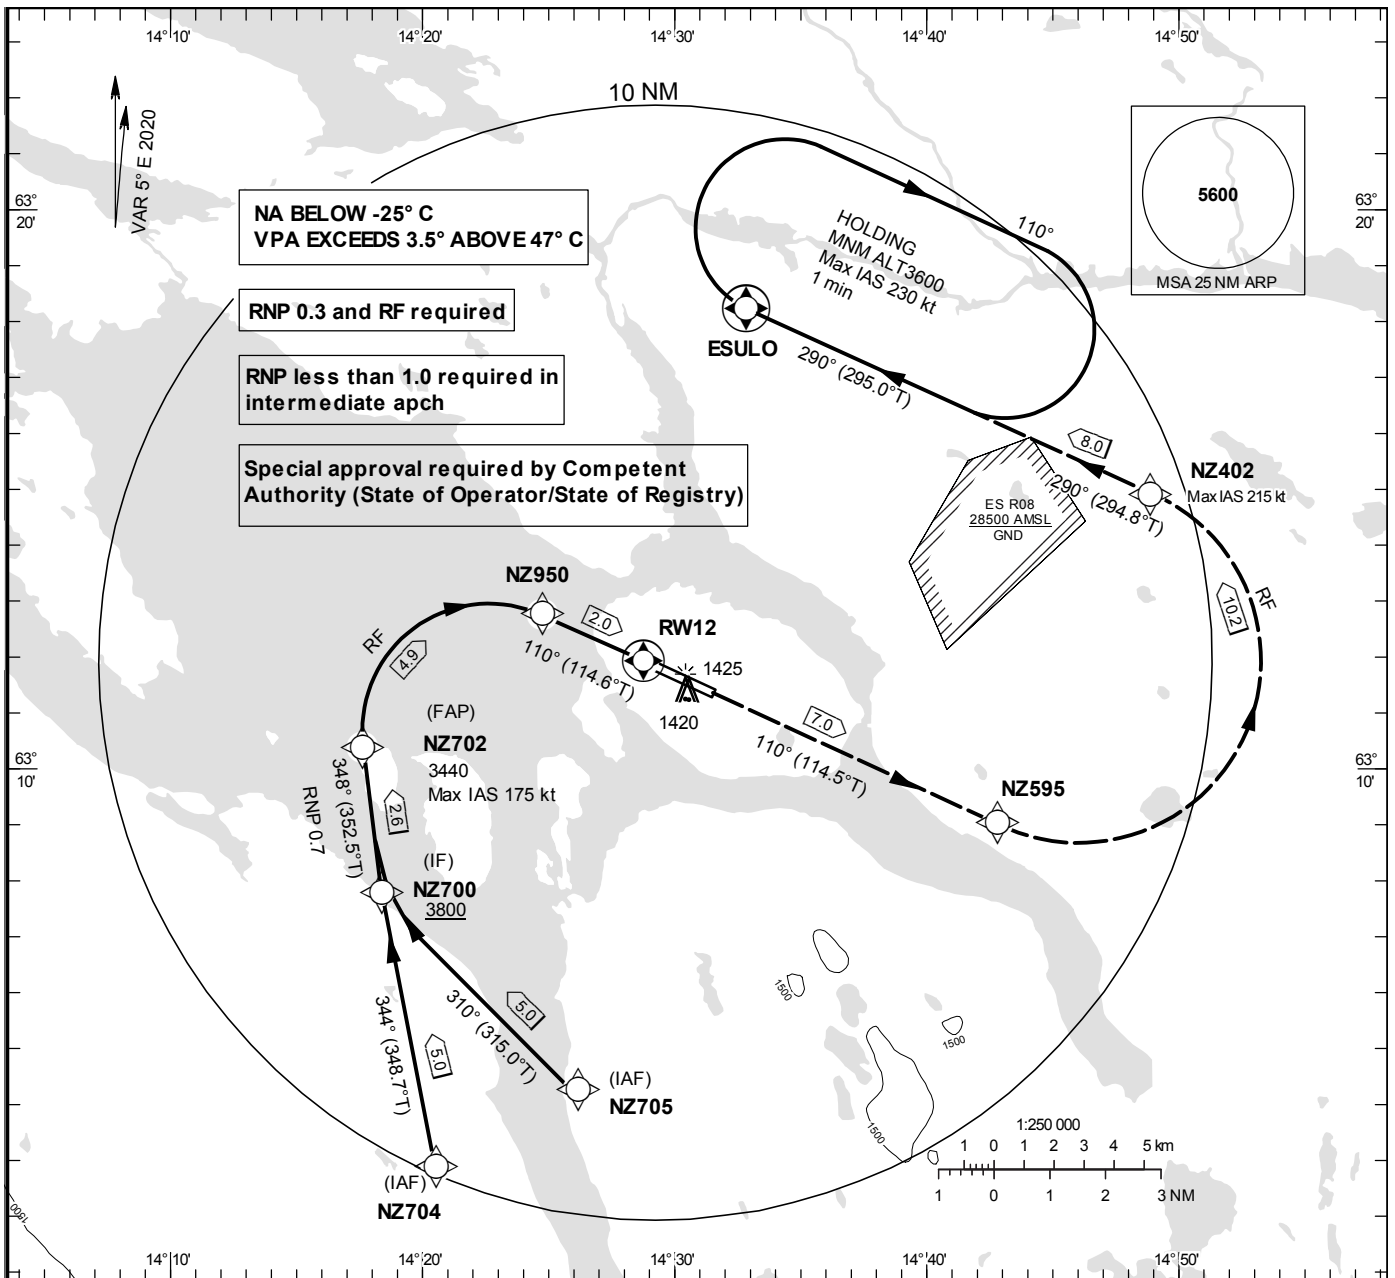 14°10'
14°20'
14°30'
14°40'
14°50'
10 NM
VAR 5° E 2020
5600
MSA 25 NM ARP
63°
20'
63°
20'
NA BELOW -25° C
VPA EXCEEDS 3.5° ABOVE 47° C
HOLDING
MNM ALT3600
Max IAS 230 kt
1 min
110°
RNP 0.3 and RF required
ESULO
290° (295.0°T)
RNP less than 1.0 required in
intermediate apch
8.0
NZ402
Max IAS 215 kt
290° (294.8°T)
Special approval required by Competent
Authority (State of Operator/State of Registry)
ES R08
28500 AMSL
GND
NZ950
2.0
RW12
110° (114.6°T)
RF
4.9
RF
10.2
1425
1420
7.0
110° (114.5°T)
(FAP)
NZ702
3440
Max IAS 175 kt
63°
10'
63°
10'
348° (352.5°T)
RNP 0.7
2.6
NZ595
(IF)
NZ700
3800
344° (348.7°T)
5.0
310° (315.0°T)
5.0
1500
1500
1500
(IAF)
NZ705
(IAF)
NZ704
1500
1:250 000
1 0 1 2 3 4 5 km
1 0 1 2 3 NM
14°10'
14°20'
14°30'
14°40'
14°50'